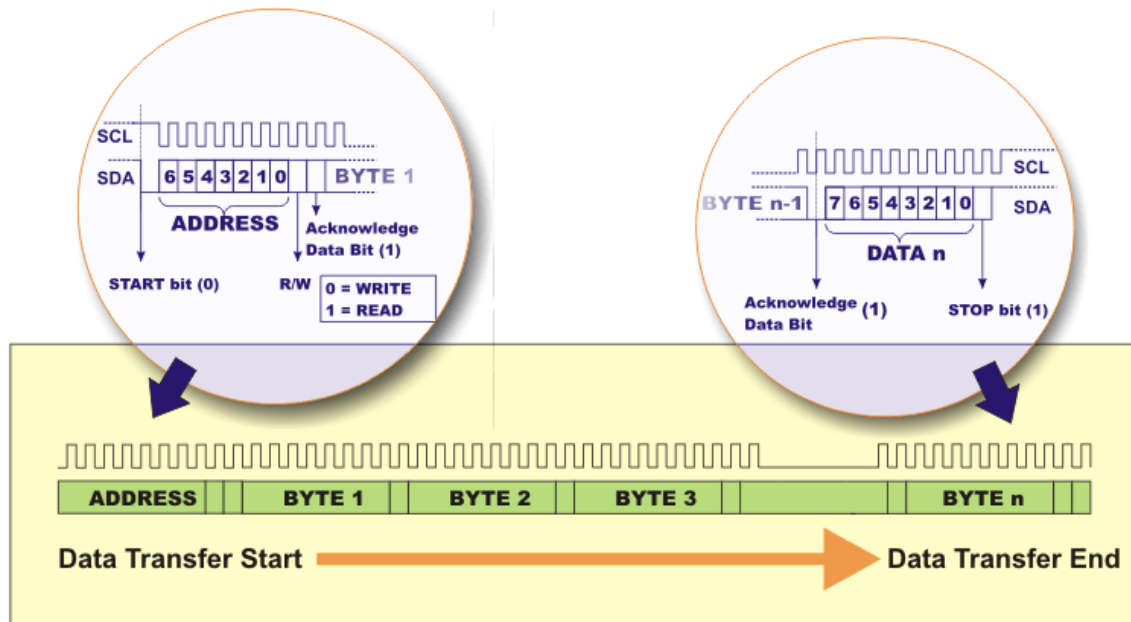 SCL
SDA
6 5 4 3 2 1 0
BYTE 1
ADDRESS
Acknowledge
Data Bit (1)
START bit (0)
R/W
0 = WRITE
1 = READ
SCL
BYTE n-1
7 6 5 4 3 2 1 0
SDA
DATA n
Acknowledge (1)
Data Bit
STOP bit (1)
ADDRESS
BYTE 1
BYTE 2
BYTE 3
BYTE n
Data Transfer Start
Data Transfer End